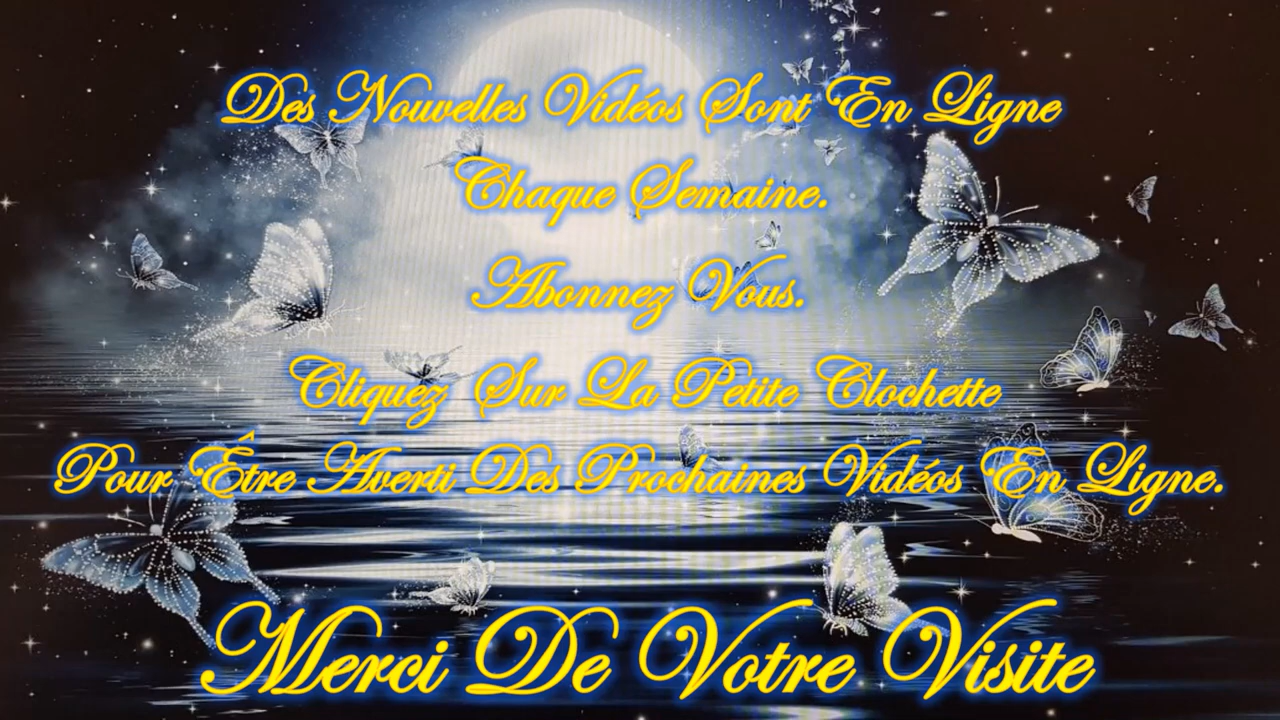 Des Nouvelles Vidéos Sont En Ligne
Chaque Semaine.
Abonnez Vous.
Cliquez Sur La Petite Clochette
Pour Être Averti Des Prochaines Vidéos En Ligne.
Merci De Votre Visite